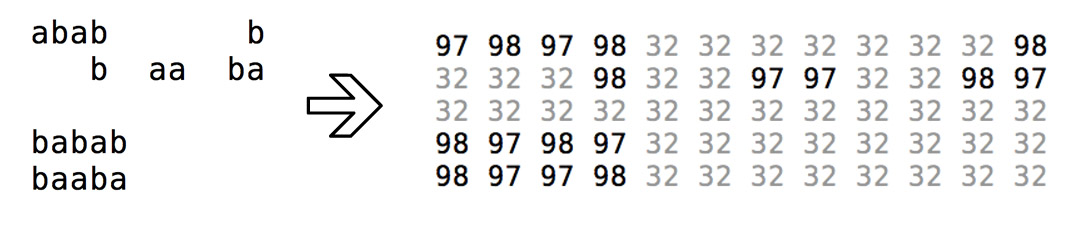 abab       b
   b  aa  ba
babab
baaba
97 98 97 98 32 32 32 32 32 32 32 98
32 32 32 98 32 32 97 97 32 32 98 97
32 32 32 32 32 32 32 32 32 32 32 32
98 97 98 97 32 32 32 32 32 32 32 32
98 97 97 98 32 32 32 32 32 32 32 32